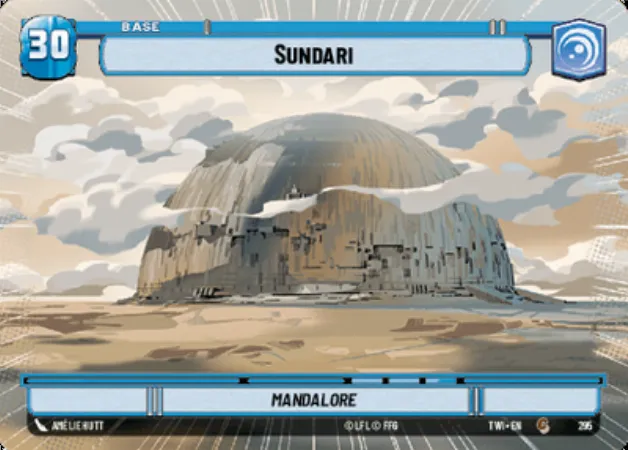 30
BASE
SUNDARI
MANDALORE
AMÉLIE HUTT
© LFL © FFG
TWI • EN
295